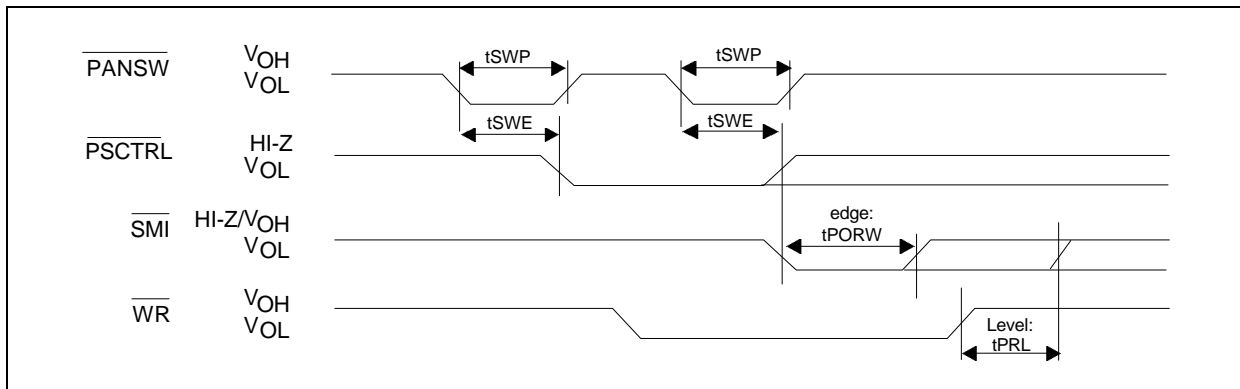 PANSW VOH tSWP tSWP
VOL
tSWE tSWE
PSCTRL HI-Z
VOL
SMI HI-Z/VOH edge:
VOL tPORW
WR VOH
VOL Level:
tPRL